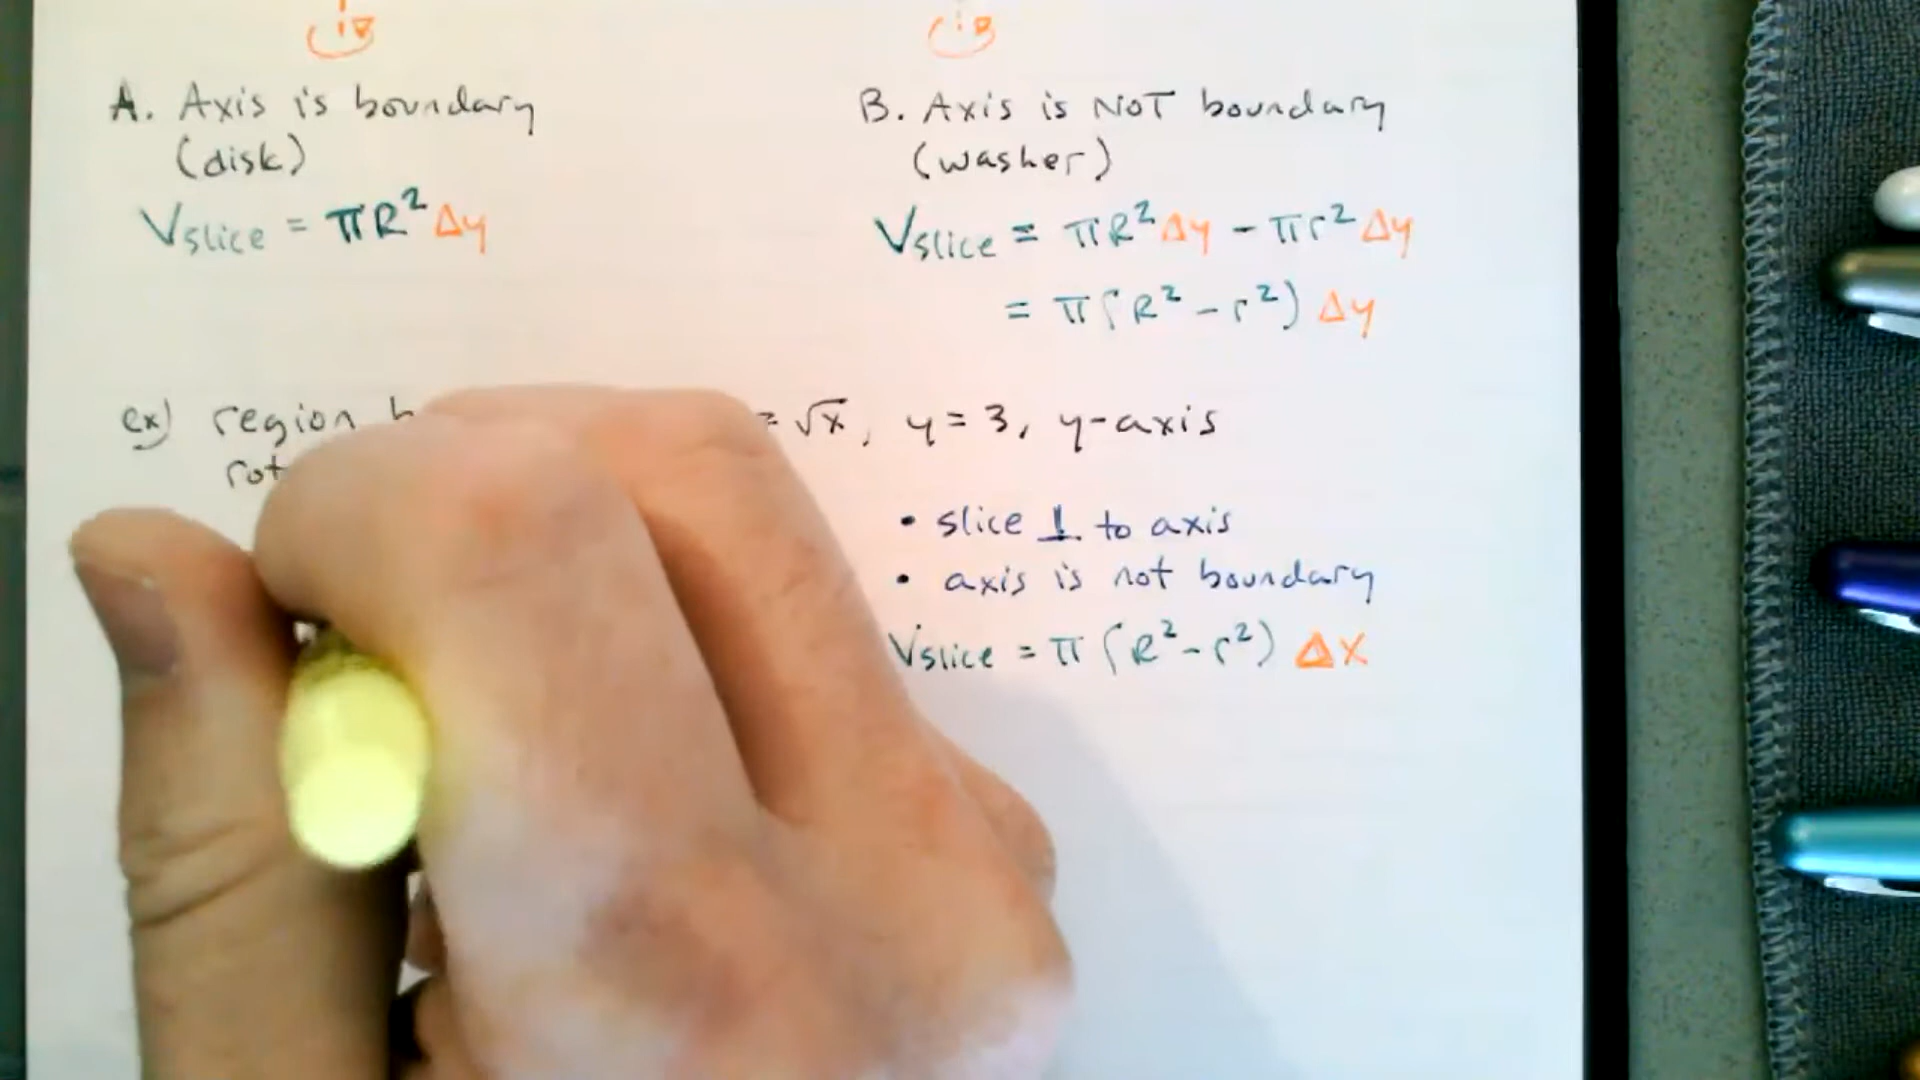 A. Axis is boundary
(disk)
Vslice = πR² Δy
B. Axis is NOT boundary
(washer)
Vslice = πR² Δy - πr² Δy
= π(R² - r²) Δy
ex) region = √x, y = 3, y-axis
• slice ⊥ to axis
• axis is not boundary
Vslice = π (R² - r²) Δx